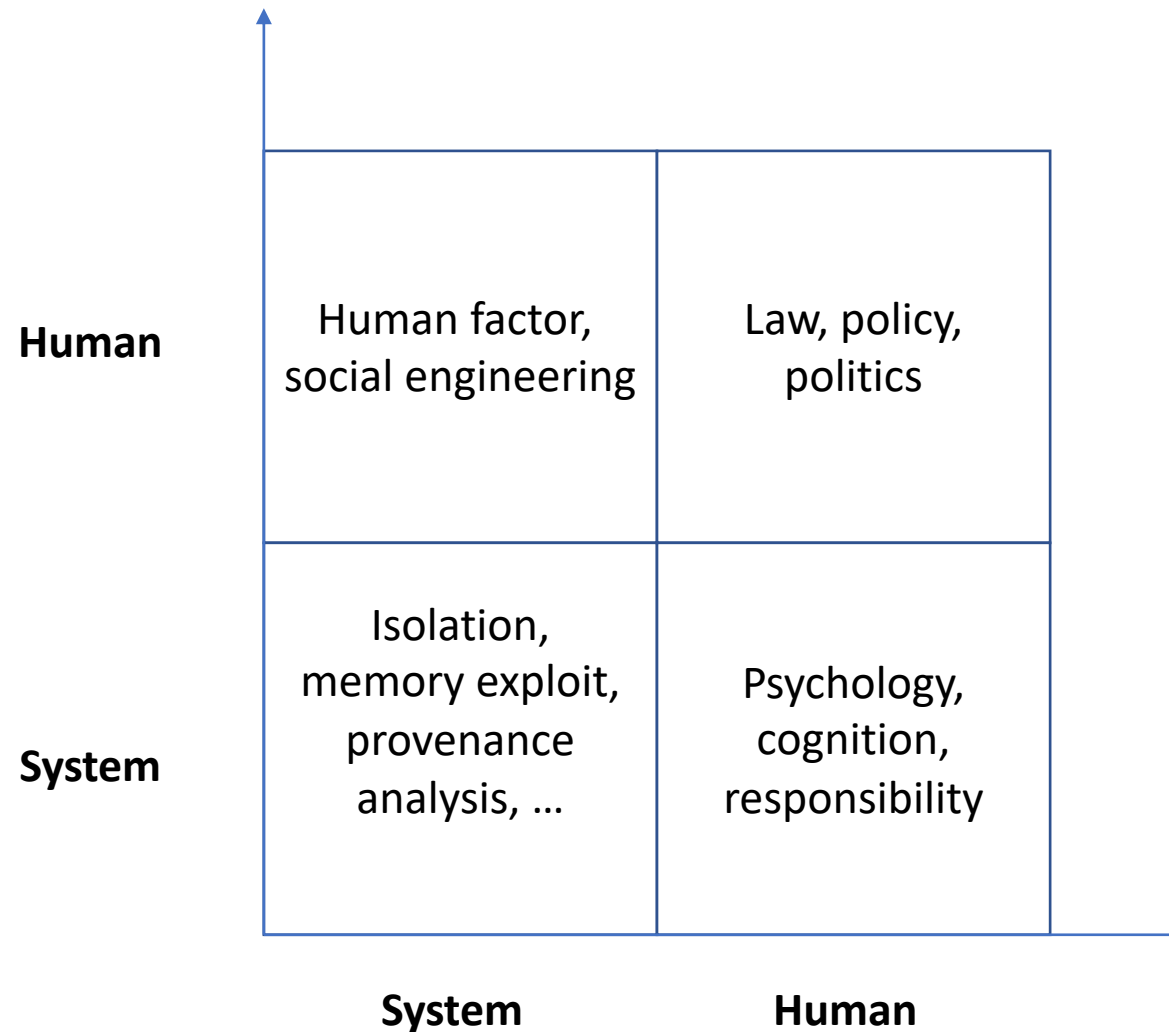 Human
Human factor,
social engineering
Law, policy,
politics
System
Isolation,
memory exploit,
provenance
analysis, …
Psychology,
cognition,
responsibility
System
Human